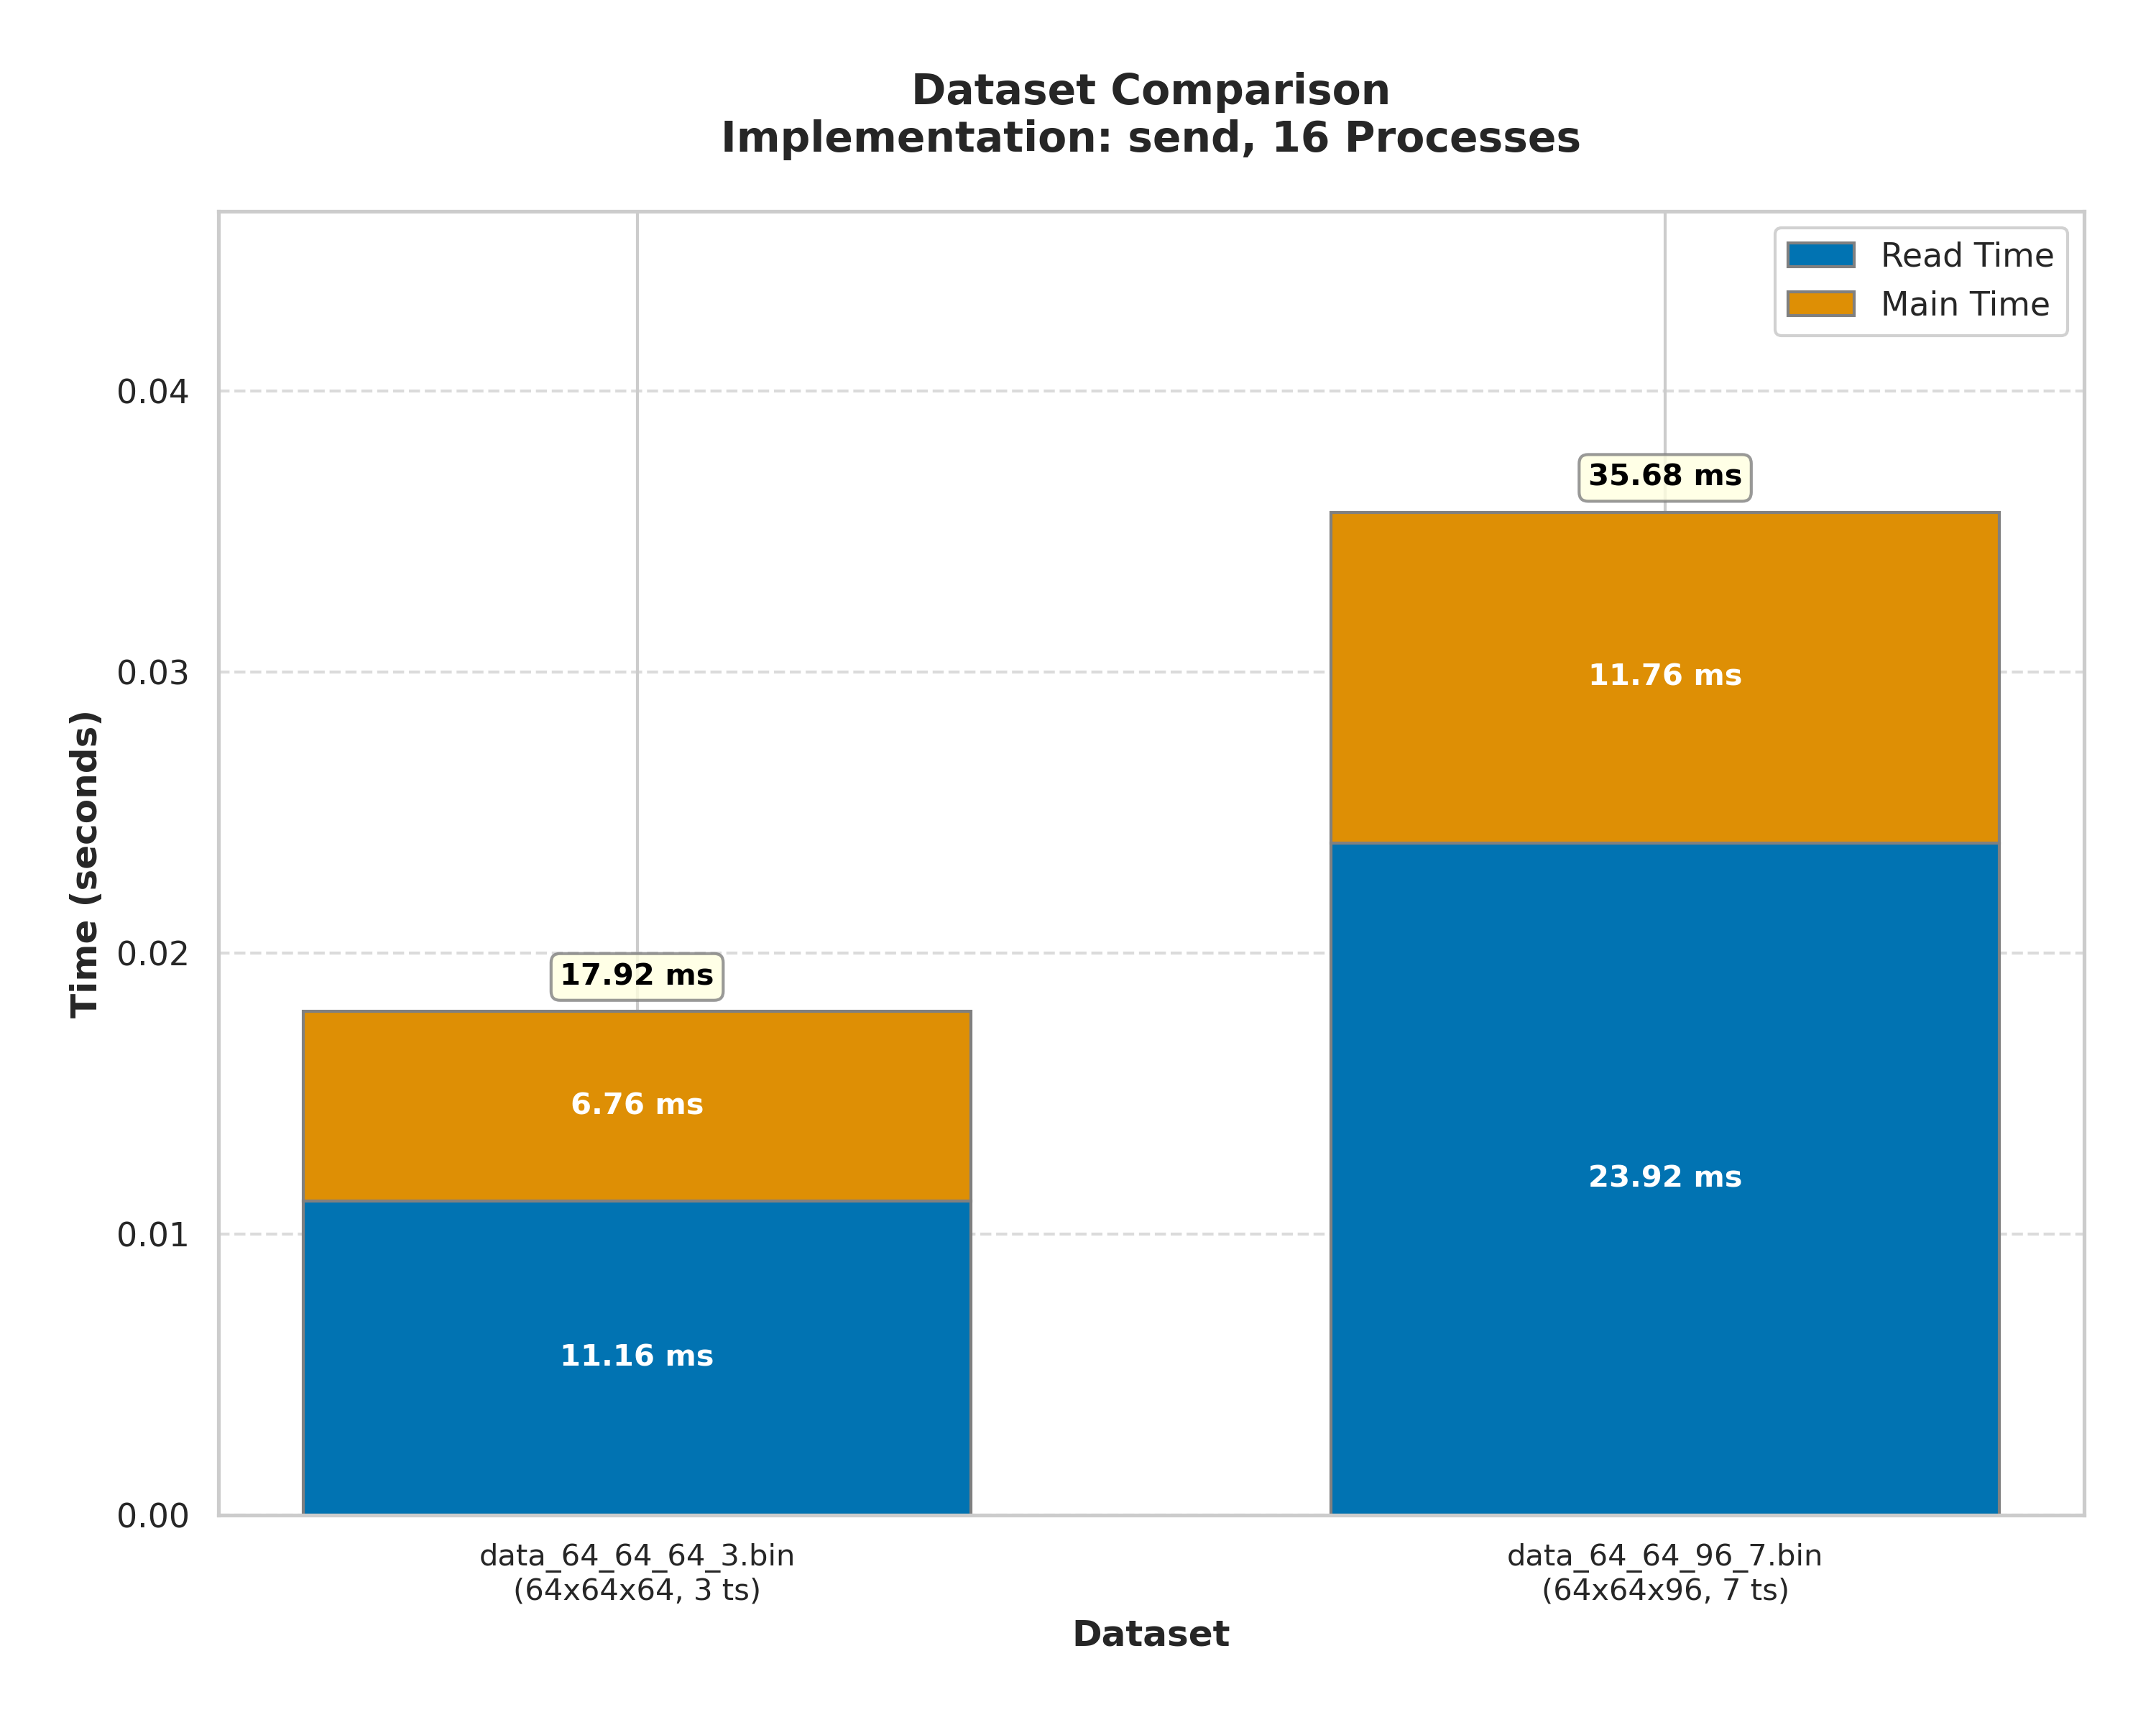 Dataset Comparison
Implementation: send, 16 Processes
Read Time
Main Time
Time (seconds)
0.04
0.03
0.02
0.01
0.00
35.68 ms
11.76 ms
23.92 ms
17.92 ms
6.76 ms
11.16 ms
data_64_64_64_3.bin
(64x64x64, 3 ts)
data_64_64_96_7.bin
(64x64x96, 7 ts)
Dataset